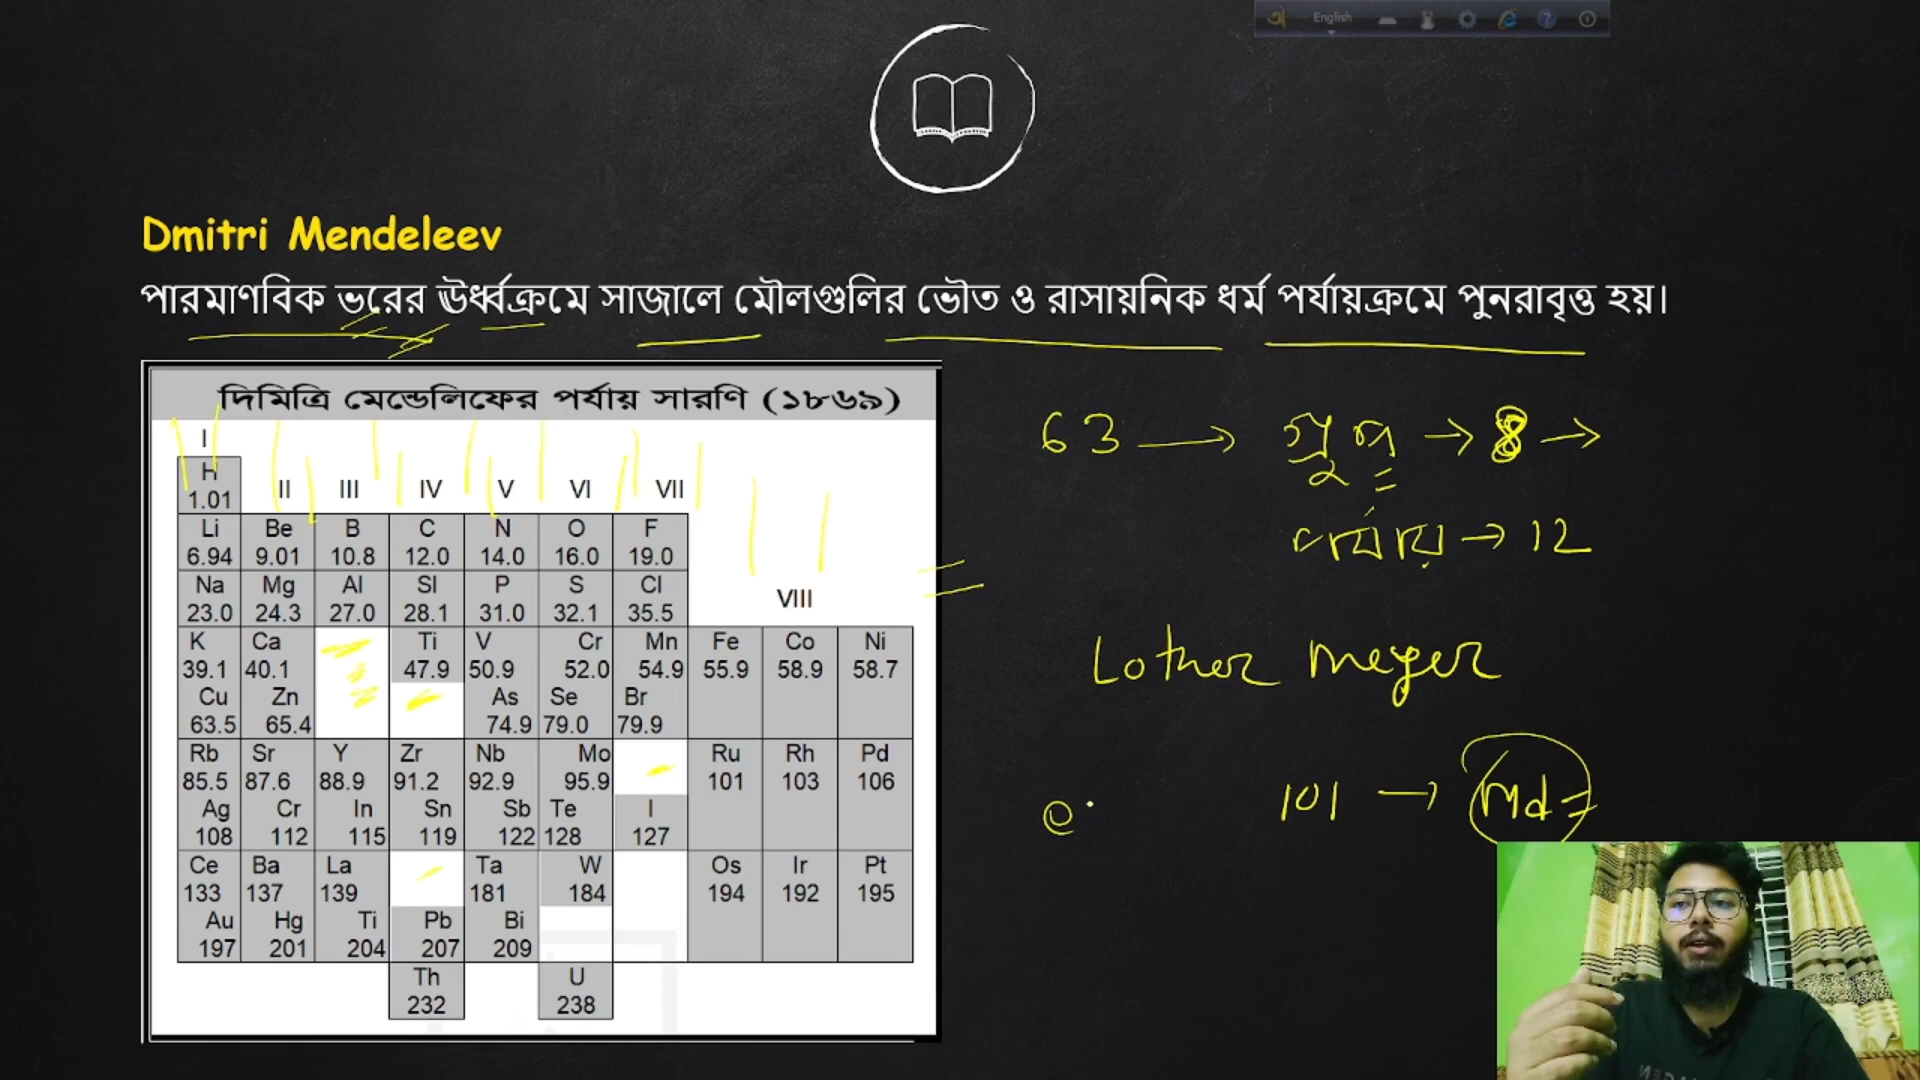 English
Dmitri Mendeleev
পারমাণবিক ভরের ঊর্ধ্বক্রমে সাজালে মৌলগুলির ভৌত ও রাসায়নিক ধর্ম পর্যায়ক্রমে পুনরাবৃত্ত হয়।
দিমিত্রি মেন্ডেলিফের পর্যায় সারণি (১৮৬৯)
I
H
1.01
II III IV V VI VII
Li Be B C N O F
6.94 9.01 10.8 12.0 14.0 16.0 19.0
Na Mg Al SI P S Cl
23.0 24.3 27.0 28.1 31.0 32.1 35.5
VIII
K Ca Ti V Cr Mn Fe Co Ni
39.1 40.1 47.9 50.9 52.0 54.9 55.9 58.9 58.7
Cu Zn As Se Br
63.5 65.4 74.9 79.0 79.9
Rb Sr Y Zr Nb Mo Ru Rh Pd
85.5 87.6 88.9 91.2 92.9 95.9 101 103 106
Ag Cr In Sn Sb Te I
108 112 115 119 122 128 127
Ce Ba La Ta W Os Ir Pt
133 137 139 181 184 194 192 195
Au Hg Ti Pb Bi
197 201 204 207 209
Th U
232 238
63 → গ্রুপ → 8 →
পর্যায় → 12
Lother meyer
101 → Md
e